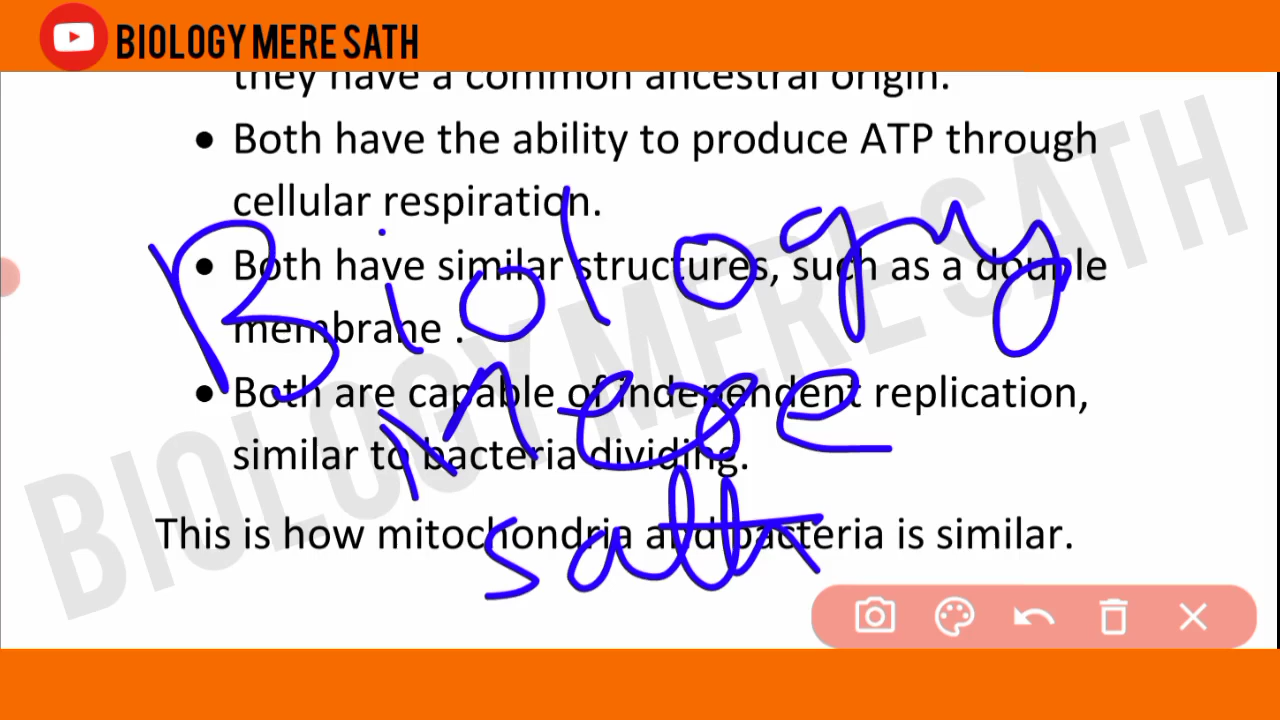 BIOLOGY MERE SATH
they have a common ancestral origin.
• Both have the ability to produce ATP through
cellular respiration.
• Both have similar structures, such as a double
membrane .
• Both are capable of independent replication,
similar to bacteria dividing.
This is how mitochondria and bacteria is similar.
Biology
Mere
sath
BIOLOGY MERE SATH